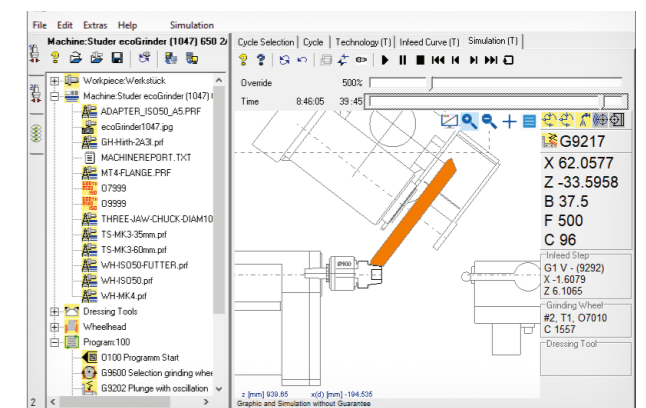 File Edit Extras Help Simulation
Machine:Studer ecoGrinder (1047) 650 2/
Cycle Selection Cycle Technology (T) Infeed Curve (T) Simulation (T)
Override 500%
Time 8:46:05 39:45
Workpiece:Werkstück
Machine:Studer ecoGrinder (1047) (
ADAPTER_ISO50_A5.PRF
ecoGrinder1047.jpg
GH-Hirth-2A3l.prf
MACHINEREPORT.TXT
MT4-FLANGE.PRF
O7999
O9999
THREE-JAW-CHUCK-DIAM10
TS-MK3-35mm.prf
TS-MK3-60mm.prf
WH-ISO50-FUTTER.prf
WH-ISO50.prf
WH-MK4.prf
Dressing Tools
Wheelhead
Program:100
O100 Programm Start
G9600 Selection grinding whee
G9202 Plunge with oscillation
2
G9217
X 62.0577
Z -33.5958
B 37.5
F 500
C 96
Infeed Step
G1 V - (9292)
X -1.6079
Z 6.1065
Grinding Wheel
#2, T1, O7010
C 1557
Dressing Tool
z [mm] 939.65 x(d) [mm] -194.535
Graphic and Simulation without Guarantee